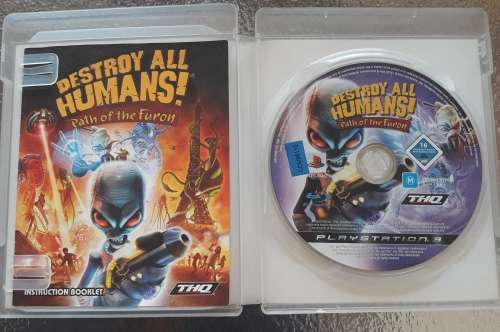 DESTROY ALL
HUMANS!
Path of the Furon
INSTRUCTION BOOKLET
THQ
DESTROY ALL
HUMANS!
Path of the Furon
16
M
THQ
PLAYSTATION 3